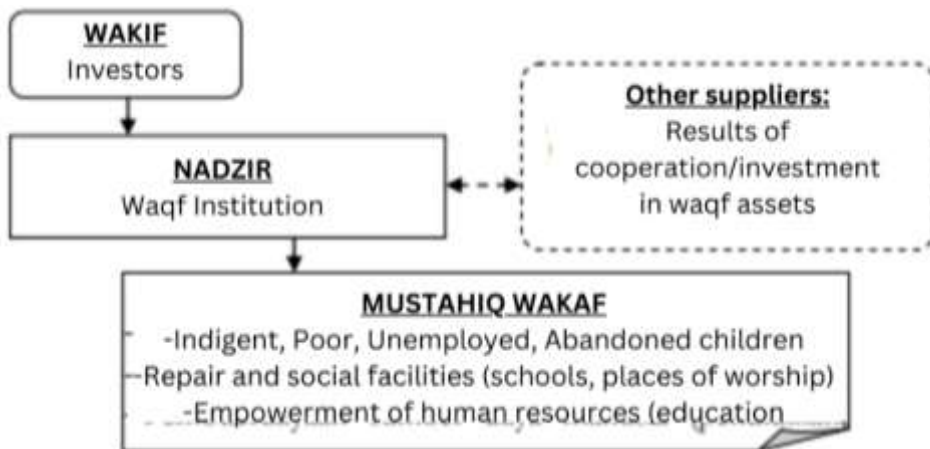 WAKIF
Investors
Other suppliers:
Results of
cooperation/investment
in waqf assets
NADZIR
Waqf Institution
MUSTAHIQ WAKAF
-Indigent, Poor, Unemployed, Abandoned children
-Repair and social facilities (schools, places of worship)
-Empowerment of human resources (education